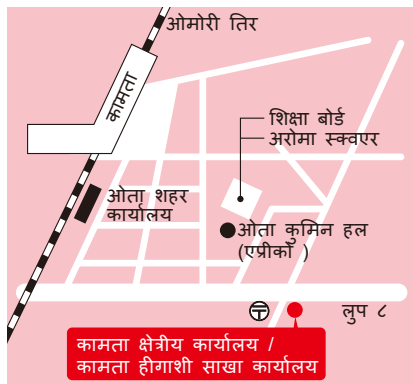 ओमोरी तिर
कामता
शिक्षा बोर्ड
अरोमा स्क्वएर
ओता शहर
कार्यालय
ओता कुमिन हल
(एप्रीको )
लुप ८
कामता क्षेत्रीय कार्यालय /
कामता हीगाशी साखा कार्यालय